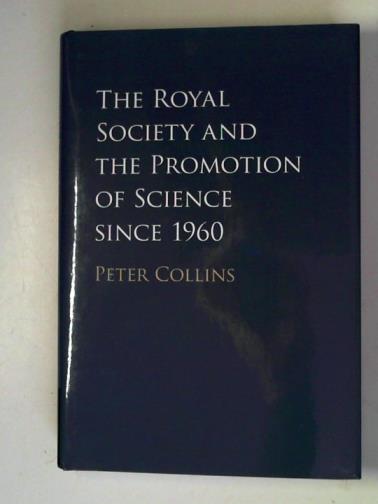 THE ROYAL
SOCIETY AND
THE PROMOTION
OF SCIENCE
SINCE 1960
PETER COLLINS